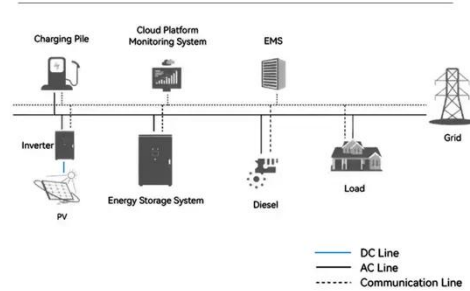 Charging Pile
Cloud Platform
Monitoring System
EMS
Grid
Inverter
PV
Energy Storage System
Diesel
Load
DC Line
AC Line
Communication Line